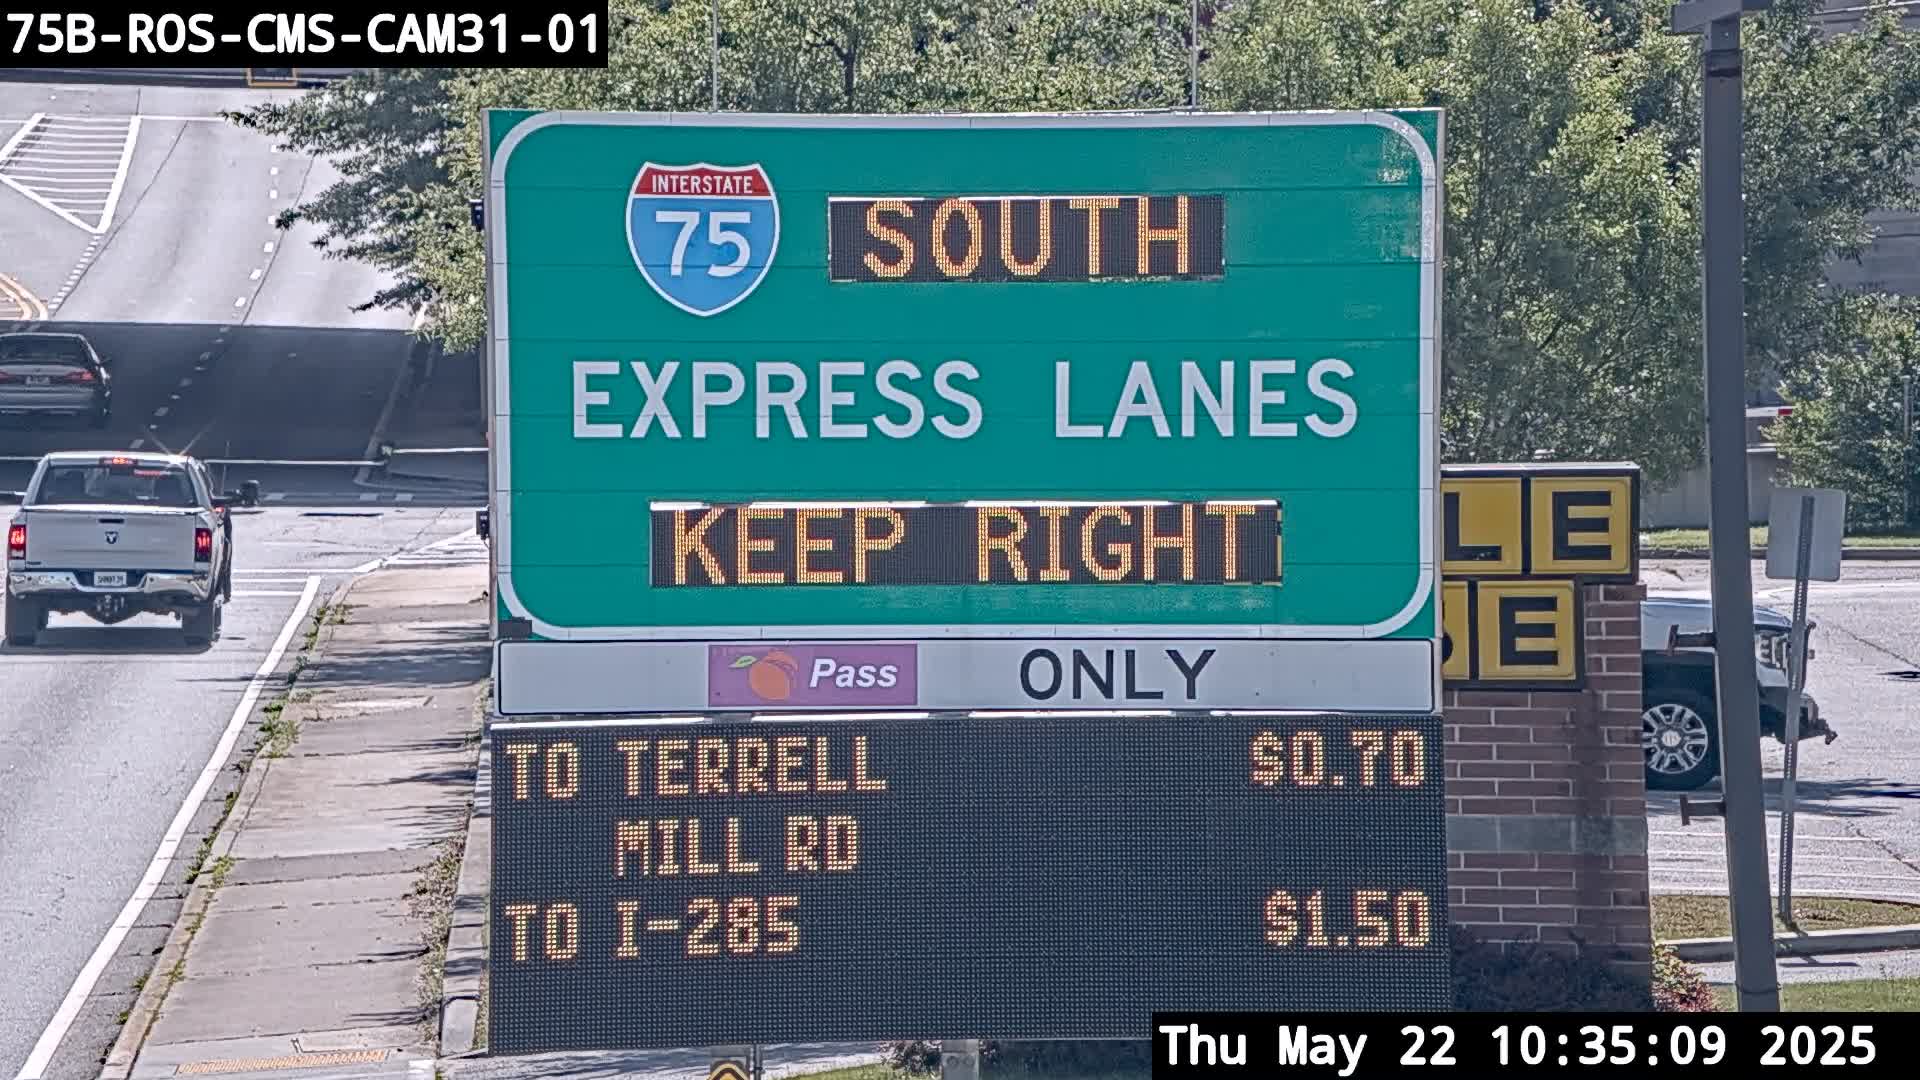 75B-ROS-CMS-CAM31-01
INTERSTATE
75
SOUTH
EXPRESS LANES
KEEP RIGHT
Pass ONLY
TO TERRELL $0.70
MILL RD
TO I-285 $1.50
LE
E
Thu May 22 10:35:09 2025